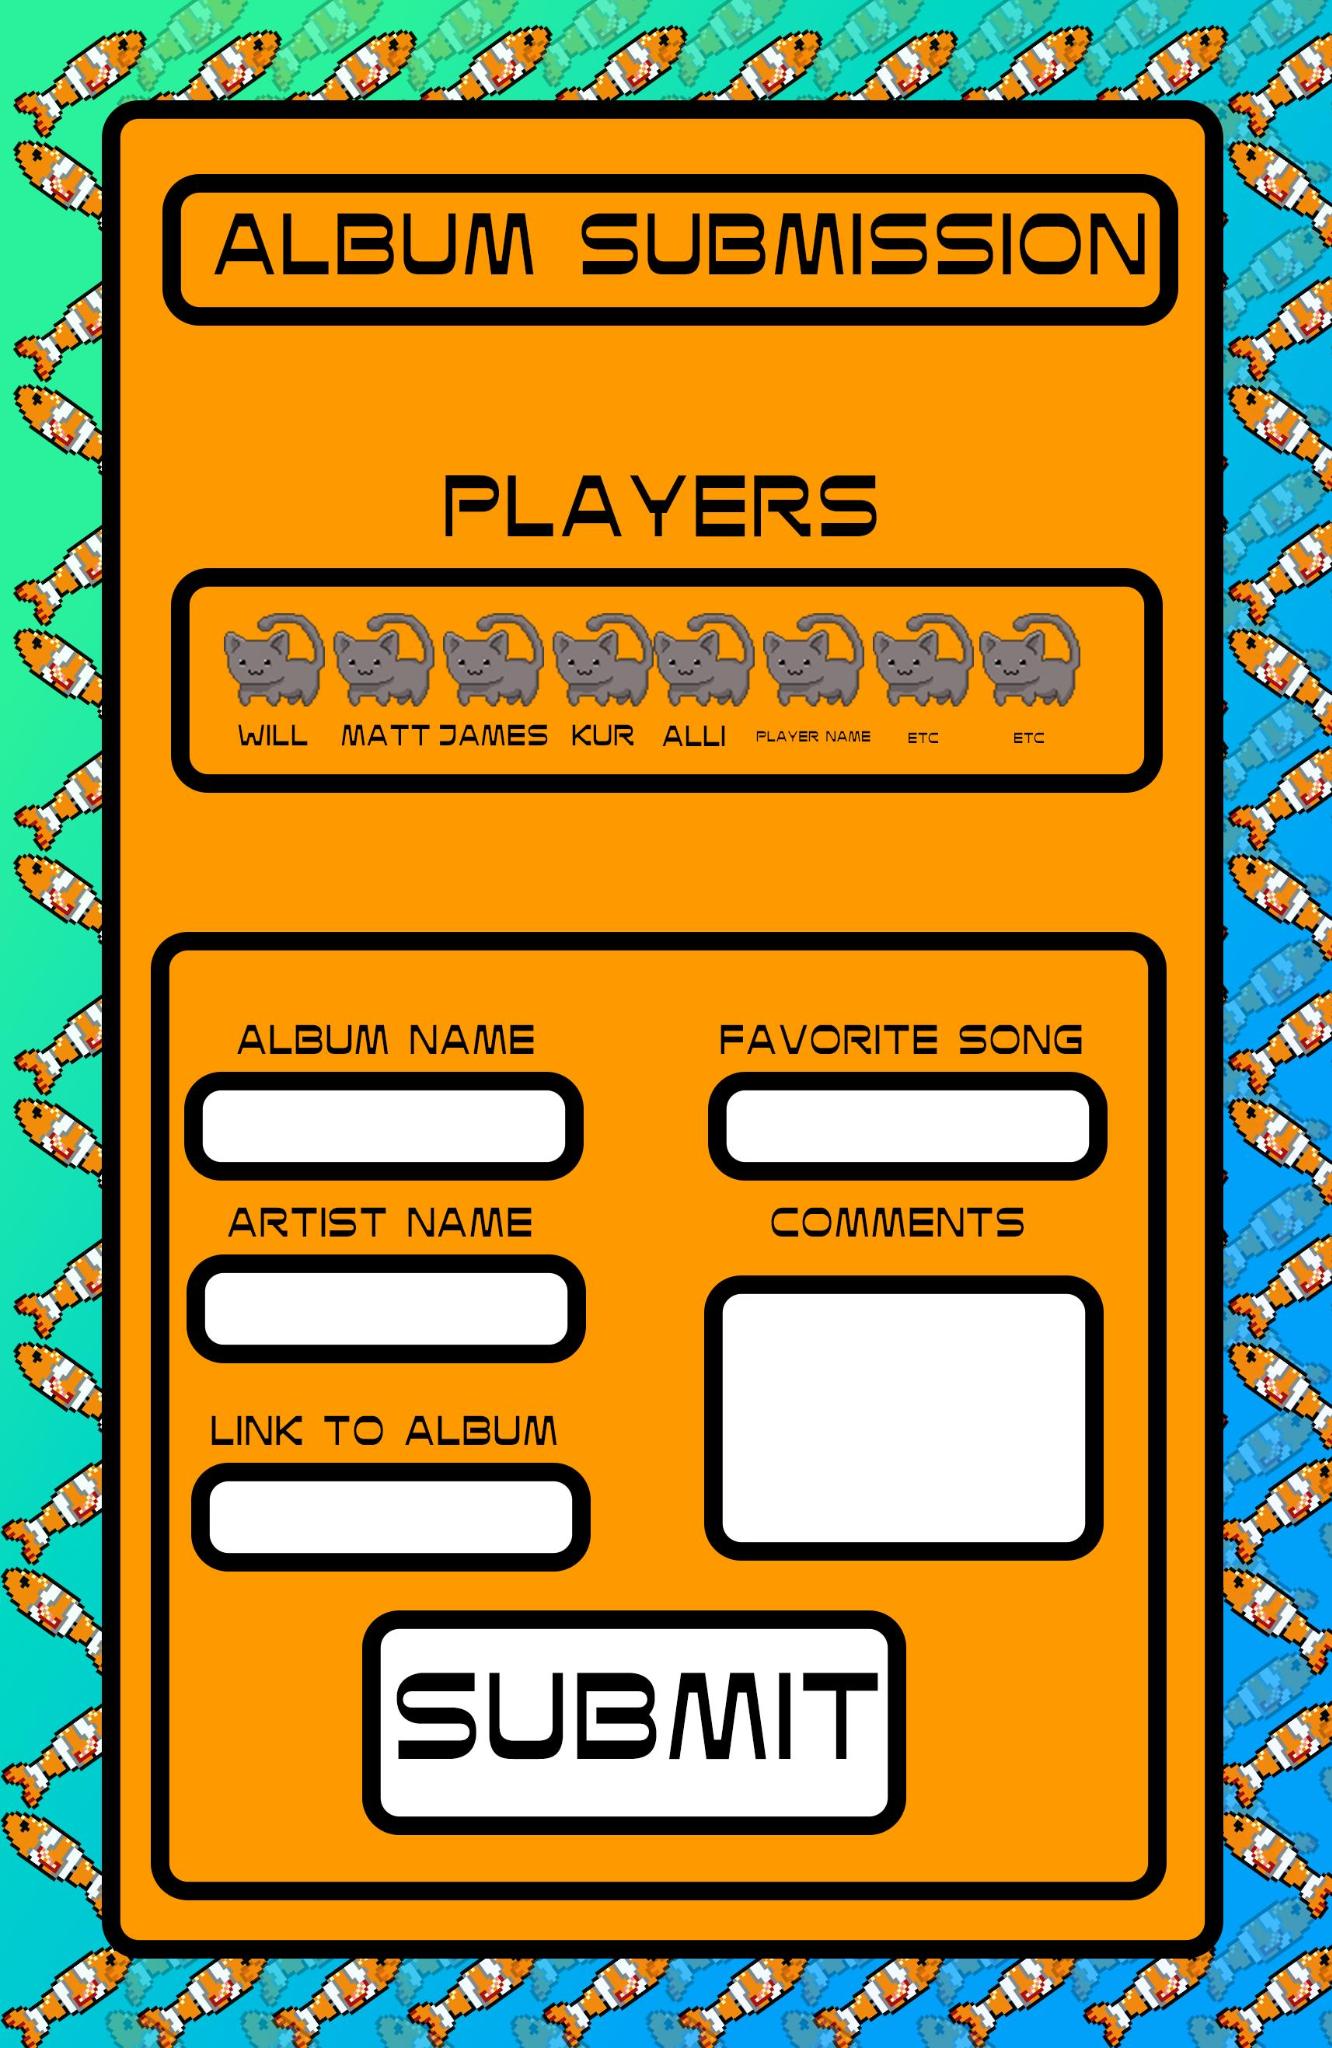 ALBUM SUBMISSION
PLAYERS
WILL MATT JAMES KUR ALLI PLAYER NAME ETC ETC
ALBUM NAME
FAVORITE SONG
ARTIST NAME
COMMENTS
LINK TO ALBUM
SUBMIT